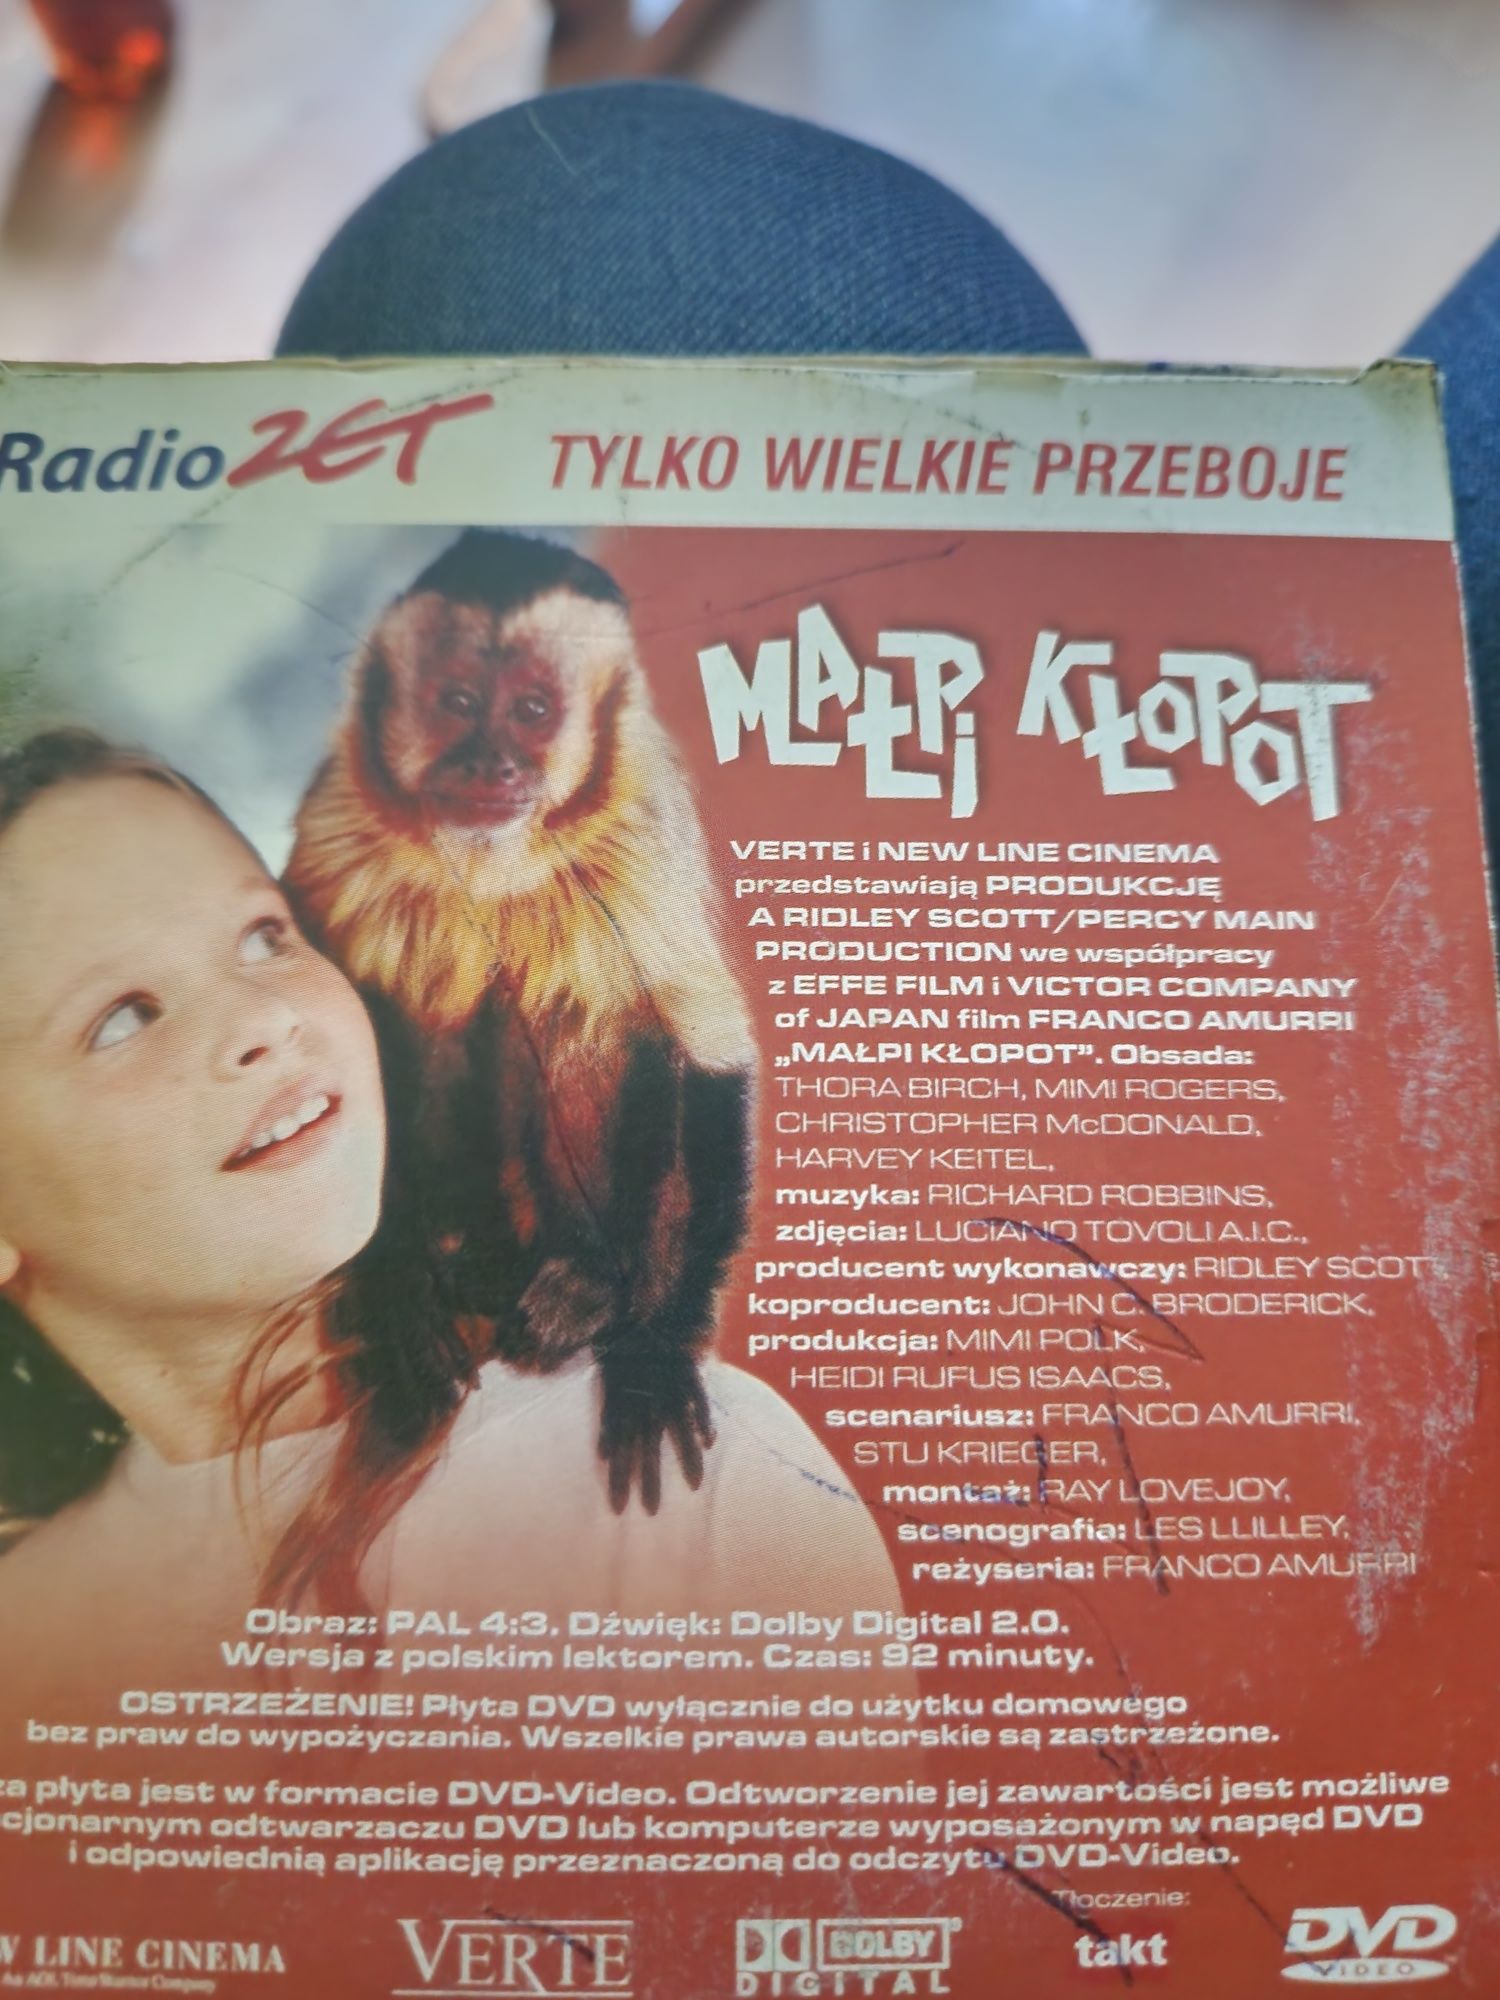 Radio ZET TYLKO WIELKIE PRZEBOJE
MAŁPI KŁOPOT
VERTE i NEW LINE CINEMA
przedstawiają PRODUKCJĘ
A RIDLEY SCOTT/PERCY MAIN
PRODUCTION we współpracy
z EFFE FILM i VICTOR COMPANY
of JAPAN film FRANCO AMURRI
„MAŁPI KŁOPOT”. Obsada:
THORA BIRCH, MIMI ROGERS,
CHRISTOPHER McDONALD,
HARVEY KEITEL,
muzyka: RICHARD ROBBINS,
zdjęcia: LUCIANO TOVOLI A.I.C.,
producent wykonawczy: RIDLEY SCOTT,
koproducent: JOHN C. BRODERICK,
produkcja: MIMI POLK,
HEIDI RUFUS ISAACS,
scenariusz: FRANCO AMURRI,
STU KRIEGER,
montaż: RAY LOVEJOY,
scenografia: LES LLILLEY,
reżyseria: FRANCO AMURRI
Obraz: PAL 4:3. Dźwięk: Dolby Digital 2.0.
Wersja z polskim lektorem. Czas: 92 minuty.
OSTRZEŻENIE! Płyta DVD wyłącznie do użytku domowego
bez praw do wypożyczania. Wszelkie prawa autorskie są zastrzeżone.
za płyta jest w formacie DVD-Video. Odtworzenie jej zawartości jest możliwe
cjonarnym odtwarzaczu DVD lub komputerze wyposażonym w napęd DVD
i odpowiednią aplikację przeznaczoną do odczytu DVD-Video.
Tłoczenie:
W LINE CINEMA VERTE DOLBY DIGITAL takt DVD VIDEO
An AOL Time Warner Company